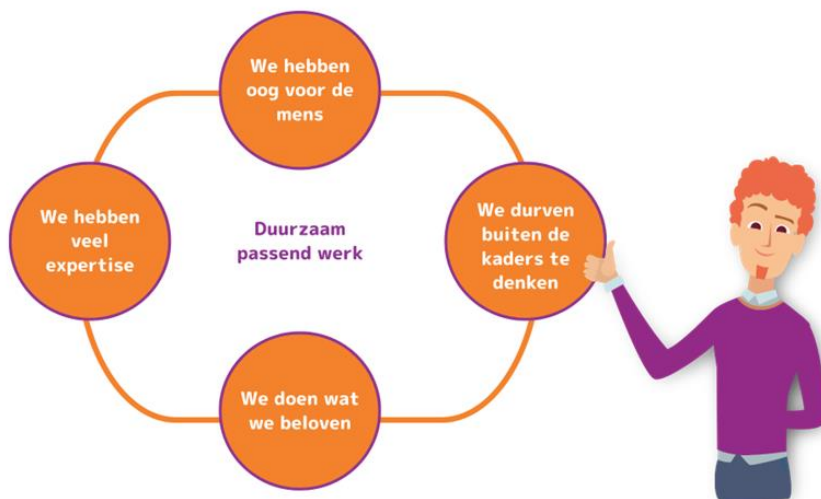 We hebben
oog voor de
mens
We hebben
veel
expertise
Duurzaam
passend werk
We durven
buiten de
kaders te
denken
We doen wat
we beloven